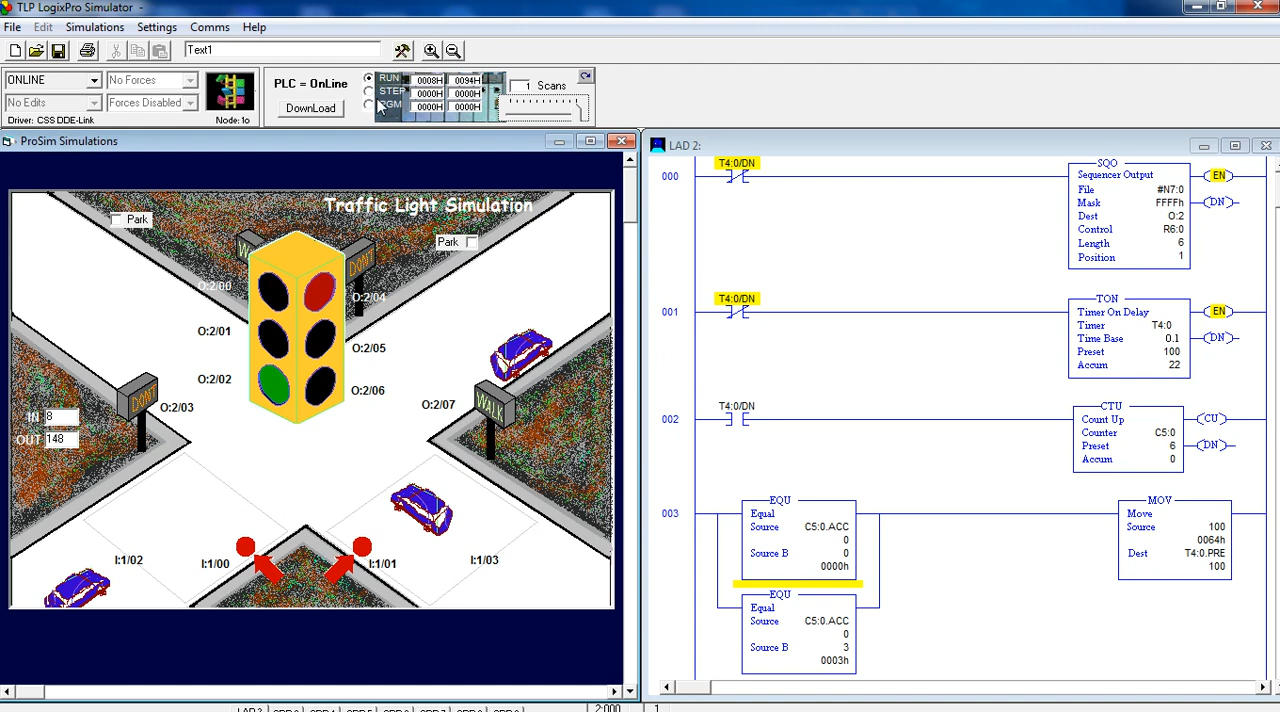 TLP LogixPro Simulator -
File Edit Simulations Settings Comms Help
Text1
ONLINE
No Forces
No Edits
Forces Disabled
Driver: CSS DDE-Link
Node:1o
PLC = OnLine
DownLoad
RUN 0008H 0094H
STEP 0000H 0000H
PGM 0000H 0000H
1 Scans
ProSim Simulations
Traffic Light Simulation
Park
Park
DONT
O:2/00
O:2/04
O:2/01
O:2/05
O:2/02
O:2/06
DONT
O:2/03
O:2/07
WALK
IN 8
OUT 148
I:1/02
I:1/00
I:1/01
I:1/03
LAD 2:
000
T4:0/DN
SQO
Sequencer Output
File #N7:0
Mask FFFFh
Dest O:2
Control R6:0
Length 6
Position 1
EN
DN
001
T4:0/DN
TON
Timer On Delay
Timer T4:0
Time Base 0.1
Preset 100
Accum 22
EN
DN
002
T4:0/DN
CTU
Count Up
Counter C5:0
Preset 6
Accum 0
CU
DN
003
EQU
Equal
Source C5:0.ACC
0
Source B 0
0000h
MOV
Move
Source 100
0064h
Dest T4:0.PRE
100
EQU
Equal
Source C5:0.ACC
0
Source B 3
0003h
2:000
1